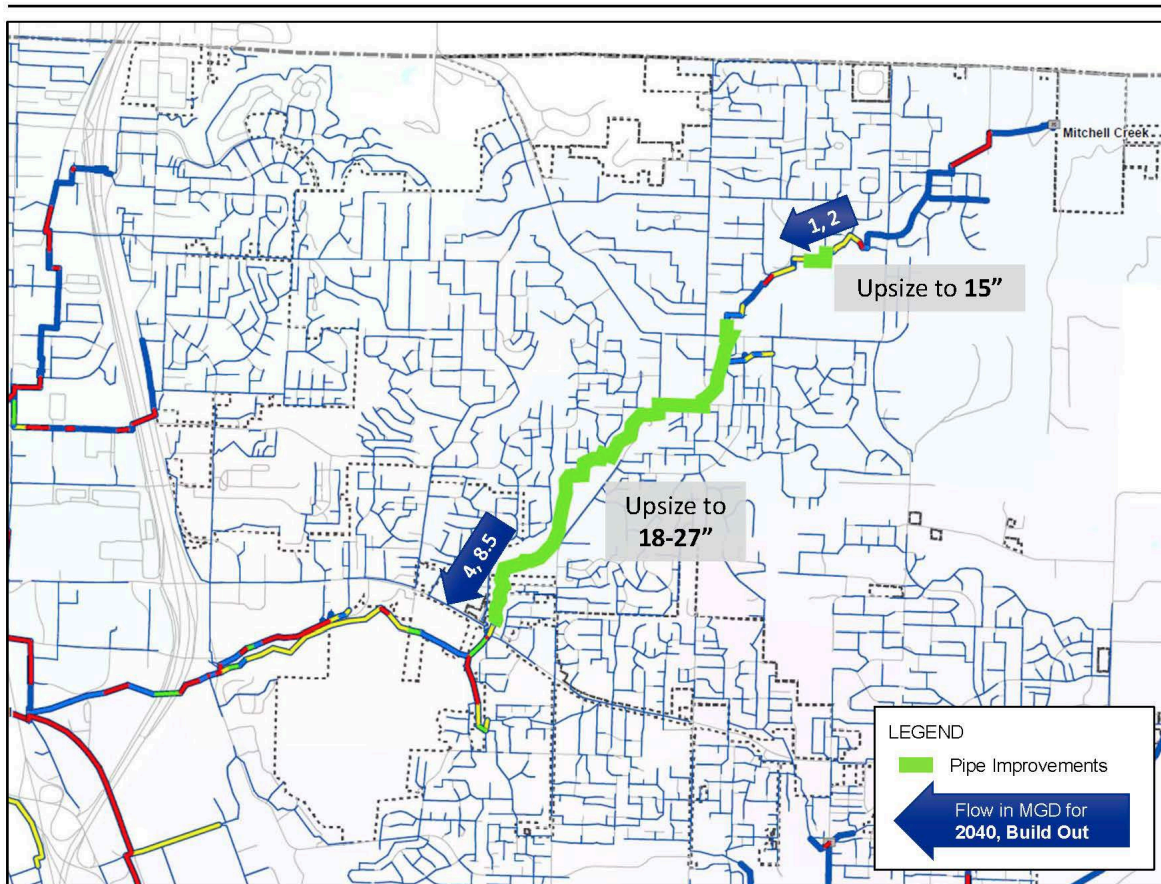 Mitchell Creek
1, 2
Upsize to 15”
Upsize to
18-27”
4, 8.5
LEGEND
Pipe Improvements
Flow in MGD for
2040, Build Out